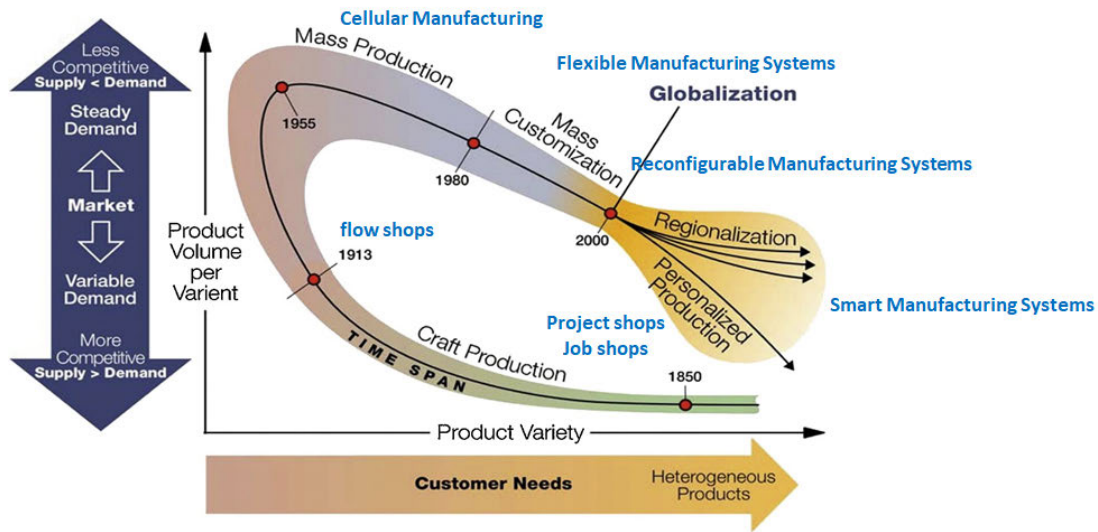 Less
Competitive
Supply < Demand
Steady
Demand
Market
Variable
Demand
More
Competitive
Supply > Demand
Product
Volume
per
Varient
Cellular Manufacturing
Mass Production
1955
1980
Flexible Manufacturing Systems
Globalization
Mass
Customization
Reconfigurable Manufacturing Systems
2000
Regionalization
Personalized
Production
Smart Manufacturing Systems
flow shops
1913
Project shops
Job shops
Craft Production
TIME SPAN
1850
Product Variety
Customer Needs
Heterogeneous
Products